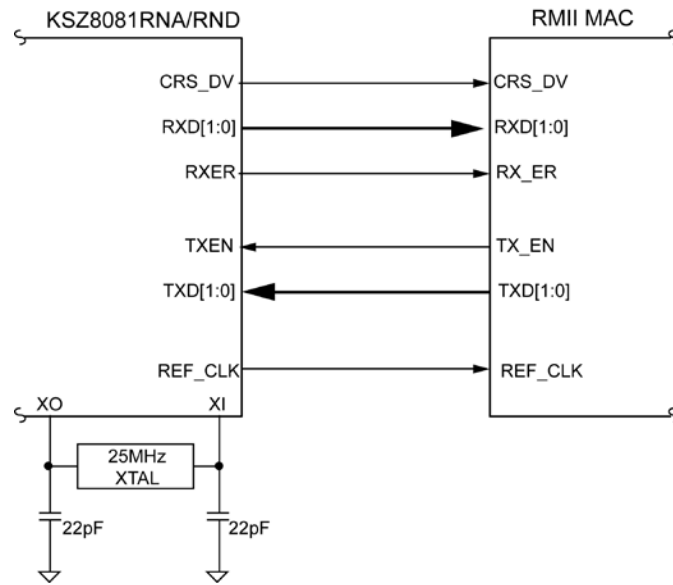 KSZ8081RNA/RND
RMII MAC
CRS_DV
CRS_DV
RXD[1:0]
RXD[1:0]
RXER
RX_ER
TXEN
TX_EN
TXD[1:0]
TXD[1:0]
REF_CLK
REF_CLK
XO
XI
25MHz
XTAL
22pF
22pF